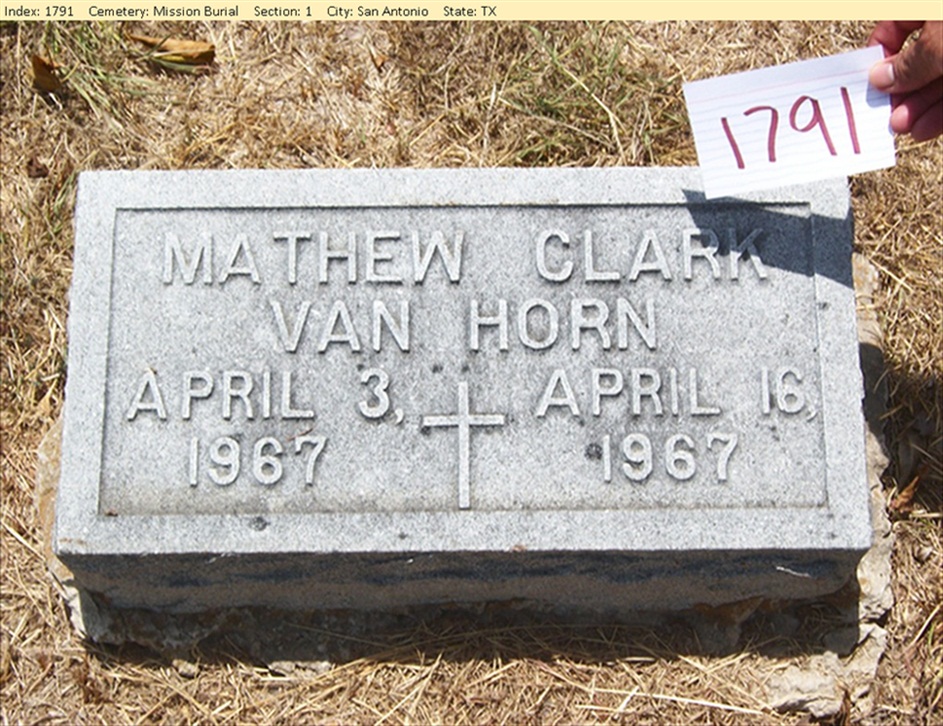 Index: 1791 Cemetery: Mission Burial Section: 1 City: San Antonio State: TX
1791
MATHEW CLARK
VAN HORN
APRIL 3, APRIL 16,
1967 1967